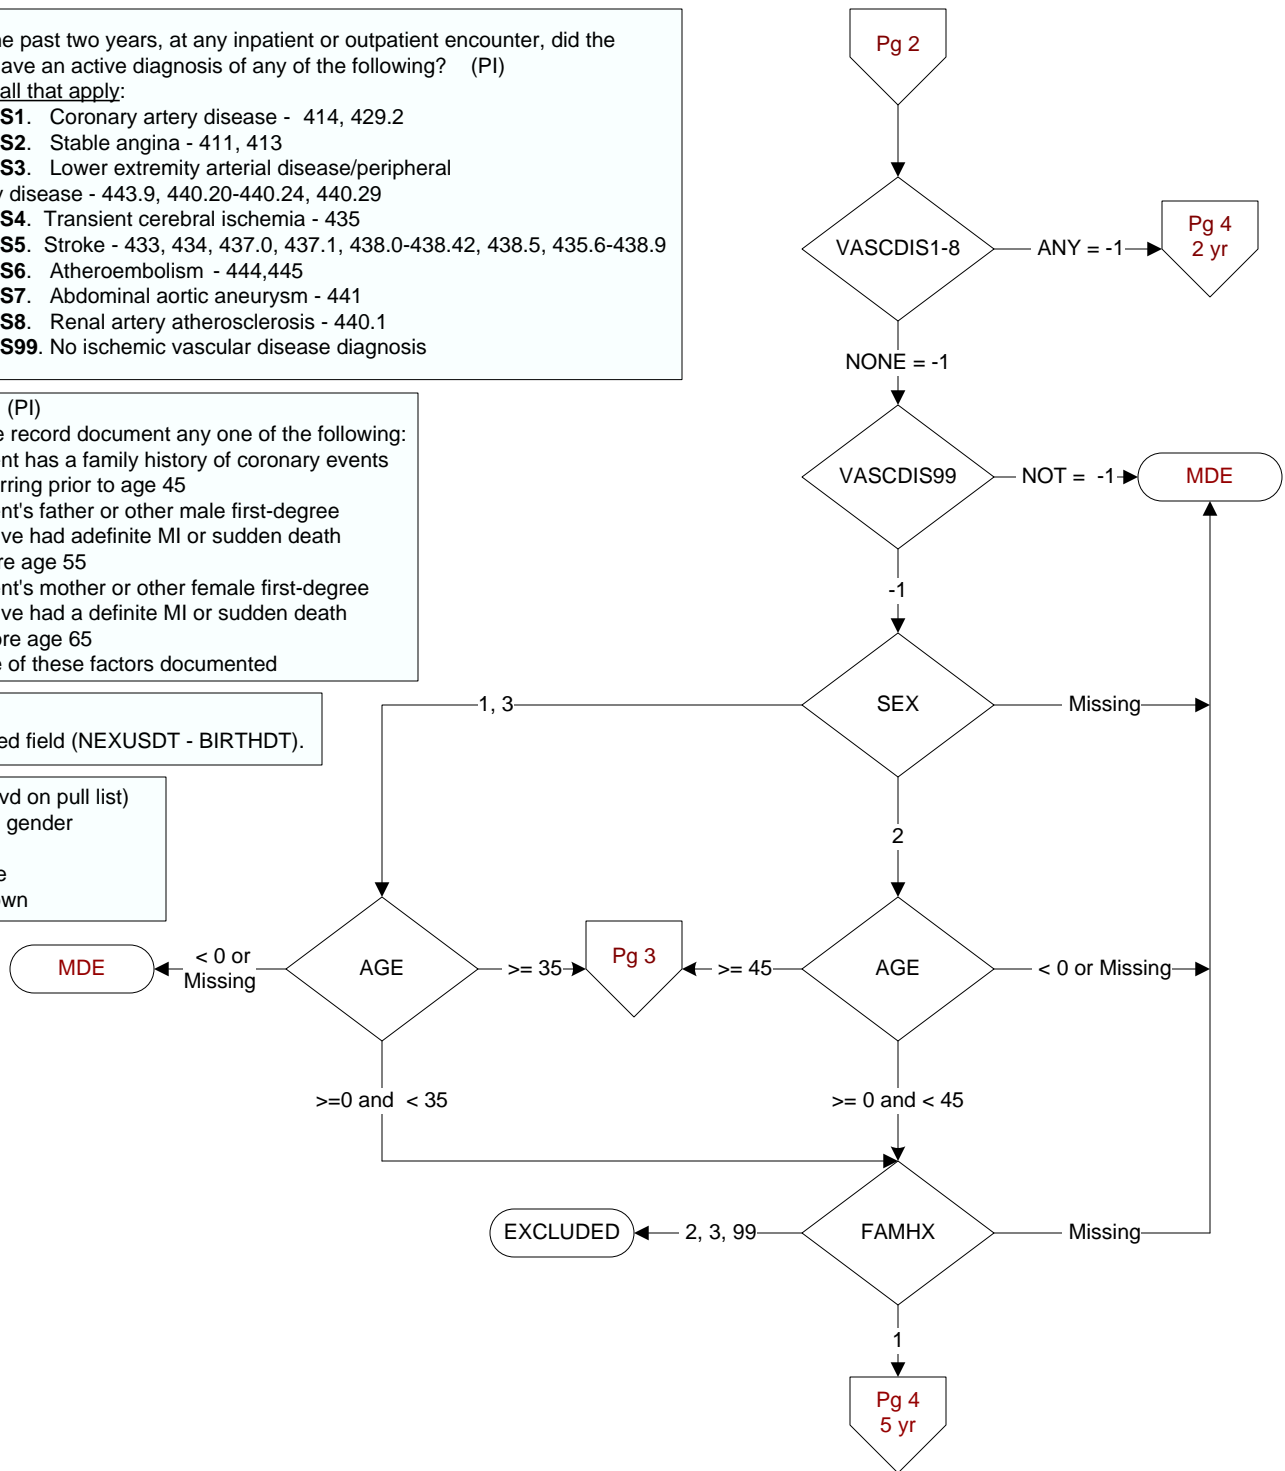 he past two years, at any inpatient or outpatient encounter, did the
ave an active diagnosis of any of the following? (PI)
all that apply:
S1. Coronary artery disease - 414, 429.2
S2. Stable angina - 411, 413
S3. Lower extremity arterial disease/peripheral
y disease - 443.9, 440.20-440.24, 440.29
S4. Transient cerebral ischemia - 435
S5. Stroke - 433, 434, 437.0, 437.1, 438.0-438.42, 438.5, 435.6-438.9
S6. Atheroembolism - 444,445
S7. Abdominal aortic aneurysm - 441
S8. Renal artery atherosclerosis - 440.1
S99. No ischemic vascular disease diagnosis
(PI)
e record document any one of the following:
ent has a family history of coronary events
rring prior to age 45
ent's father or other male first-degree
ive had adefinite MI or sudden death
re age 55
ent's mother or other female first-degree
ive had a definite MI or sudden death
ore age 65
e of these factors documented
ed field (NEXUSDT - BIRTHDT).
vd on pull list)
gender
e
own
Pg 2
VASCDIS1-8
ANY = -1
Pg 4
2 yr
NONE = -1
VASCDIS99
NOT = -1
MDE
-1
SEX
1, 3
Missing
2
MDE
< 0 or
Missing
AGE
>= 35
Pg 3
>= 45
AGE
< 0 or Missing
>=0 and < 35
>= 0 and < 45
EXCLUDED
2, 3, 99
FAMHX
Missing
1
Pg 4
5 yr